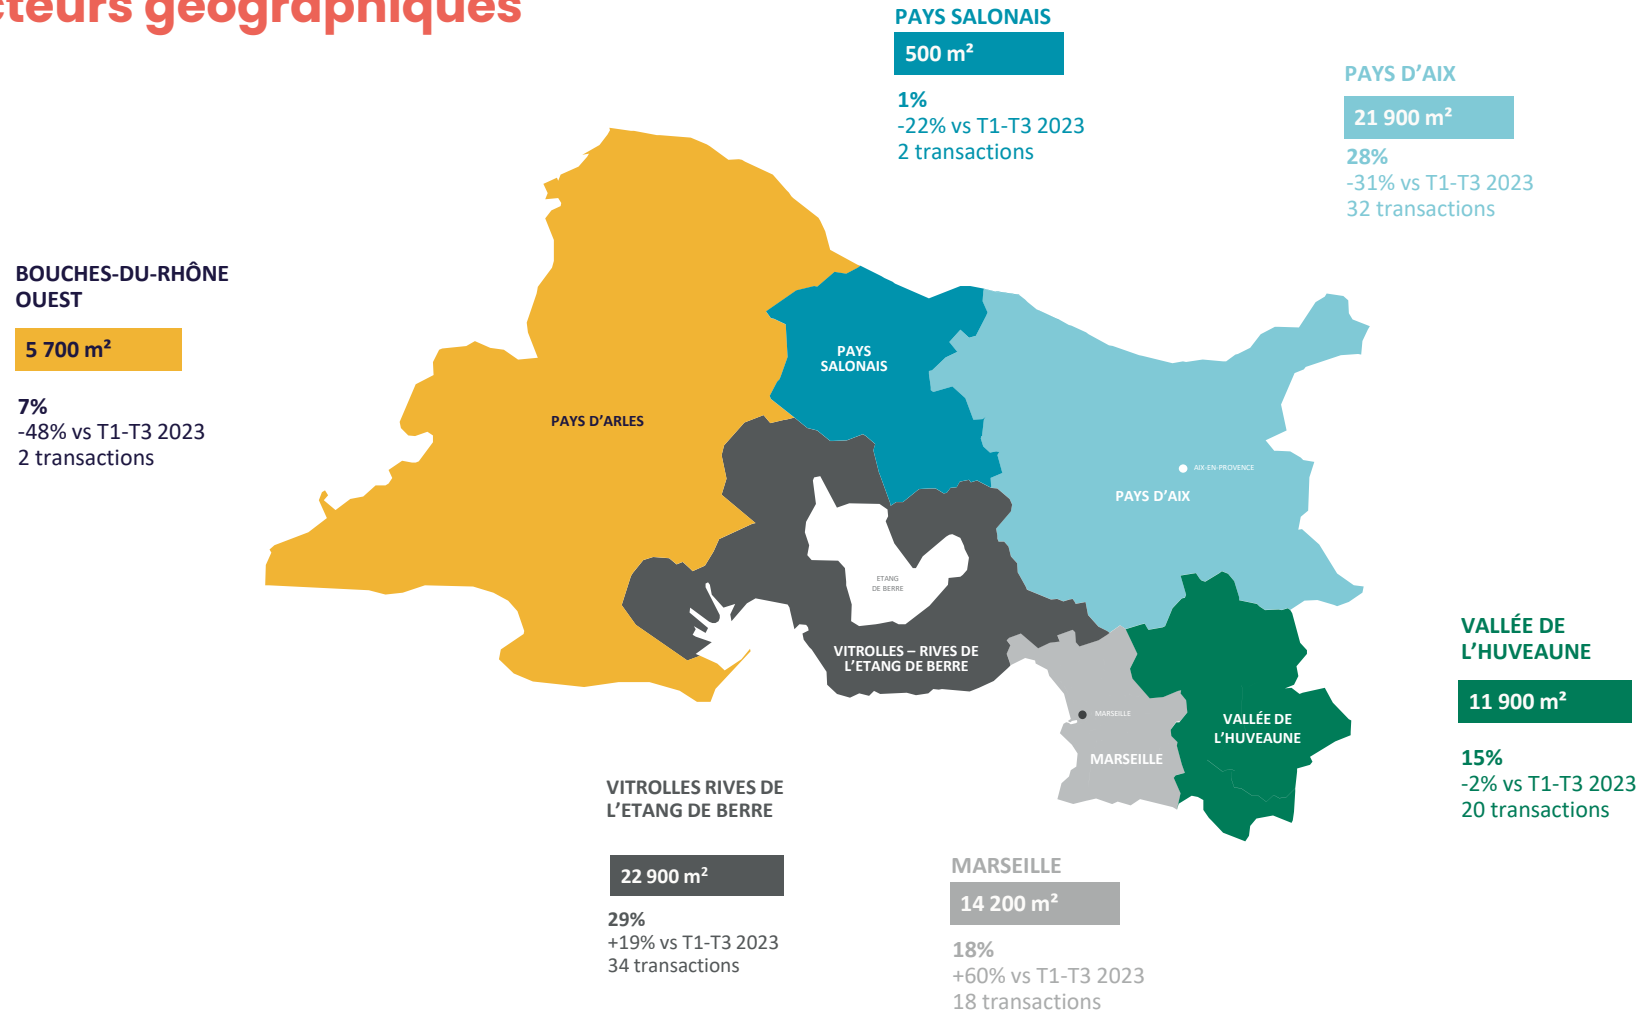 cteurs géographiques
PAYS SALONAIS
500 m²
1%
-22% vs T1-T3 2023
2 transactions
PAYS D’AIX
21 900 m²
28%
-31% vs T1-T3 2023
32 transactions
BOUCHES-DU-RHÔNE
OUEST
5 700 m²
7%
-48% vs T1-T3 2023
2 transactions
PAYS
SALONAIS
PAYS D’ARLES
AIX-EN-PROVENCE
PAYS D’AIX
ETANG
DE BERRE
VITROLLES – RIVES DE
L’ETANG DE BERRE
MARSEILLE
MARSEILLE
VALLÉE DE
L’HUVEAUNE
VALLÉE DE
L’HUVEAUNE
11 900 m²
15%
-2% vs T1-T3 2023
20 transactions
VITROLLES RIVES DE
L’ETANG DE BERRE
22 900 m²
29%
+19% vs T1-T3 2023
34 transactions
MARSEILLE
14 200 m²
18%
+60% vs T1-T3 2023
18 transactions